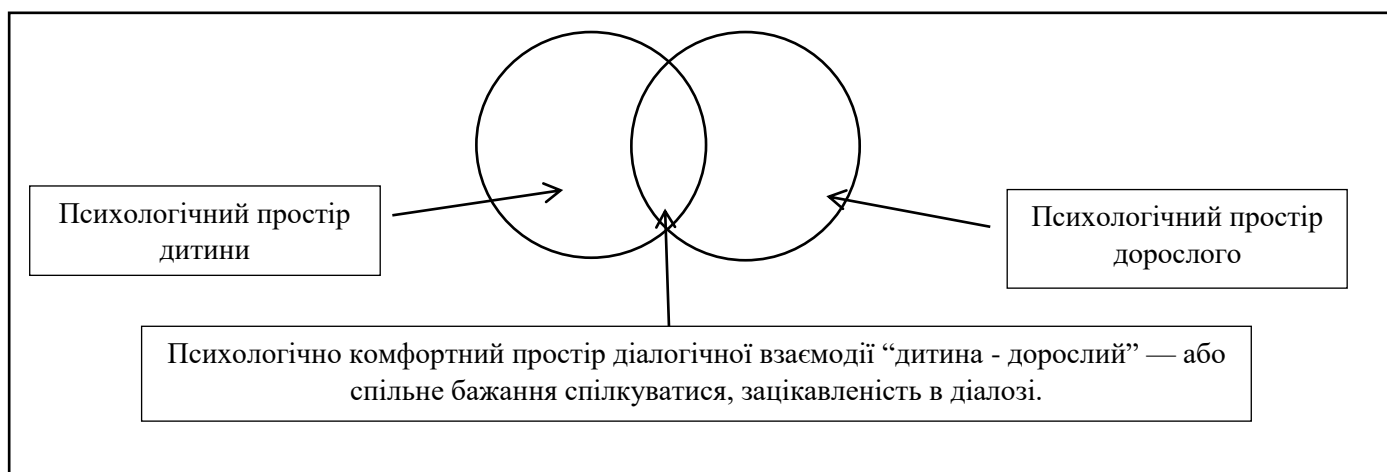 Психологічний простір
дитини
Психологічний простір
дорослого
Психологічно комфортний простір діалогічної взаємодії “дитина - дорослий” — або
спільне бажання спілкуватися, зацікавленість в діалозі.